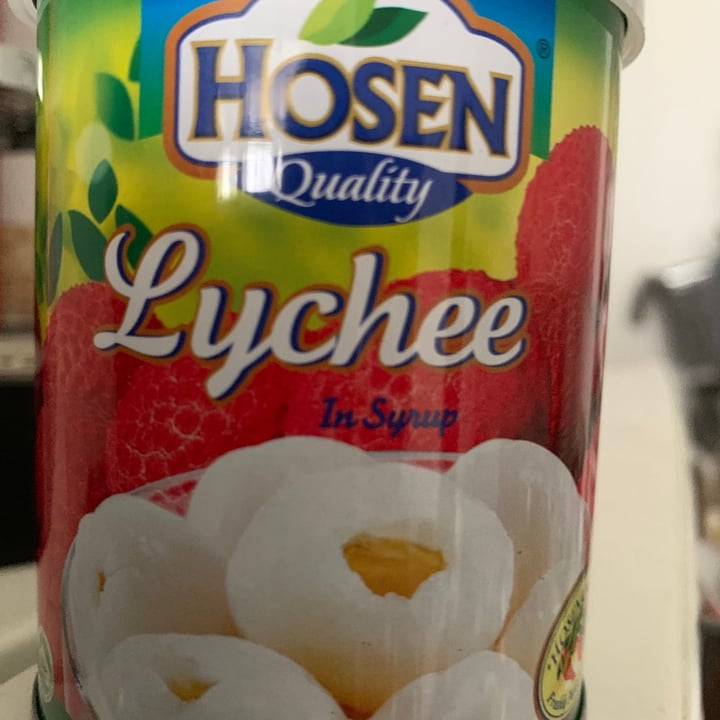 HOSEN
®
Quality
Lychee
In Syrup